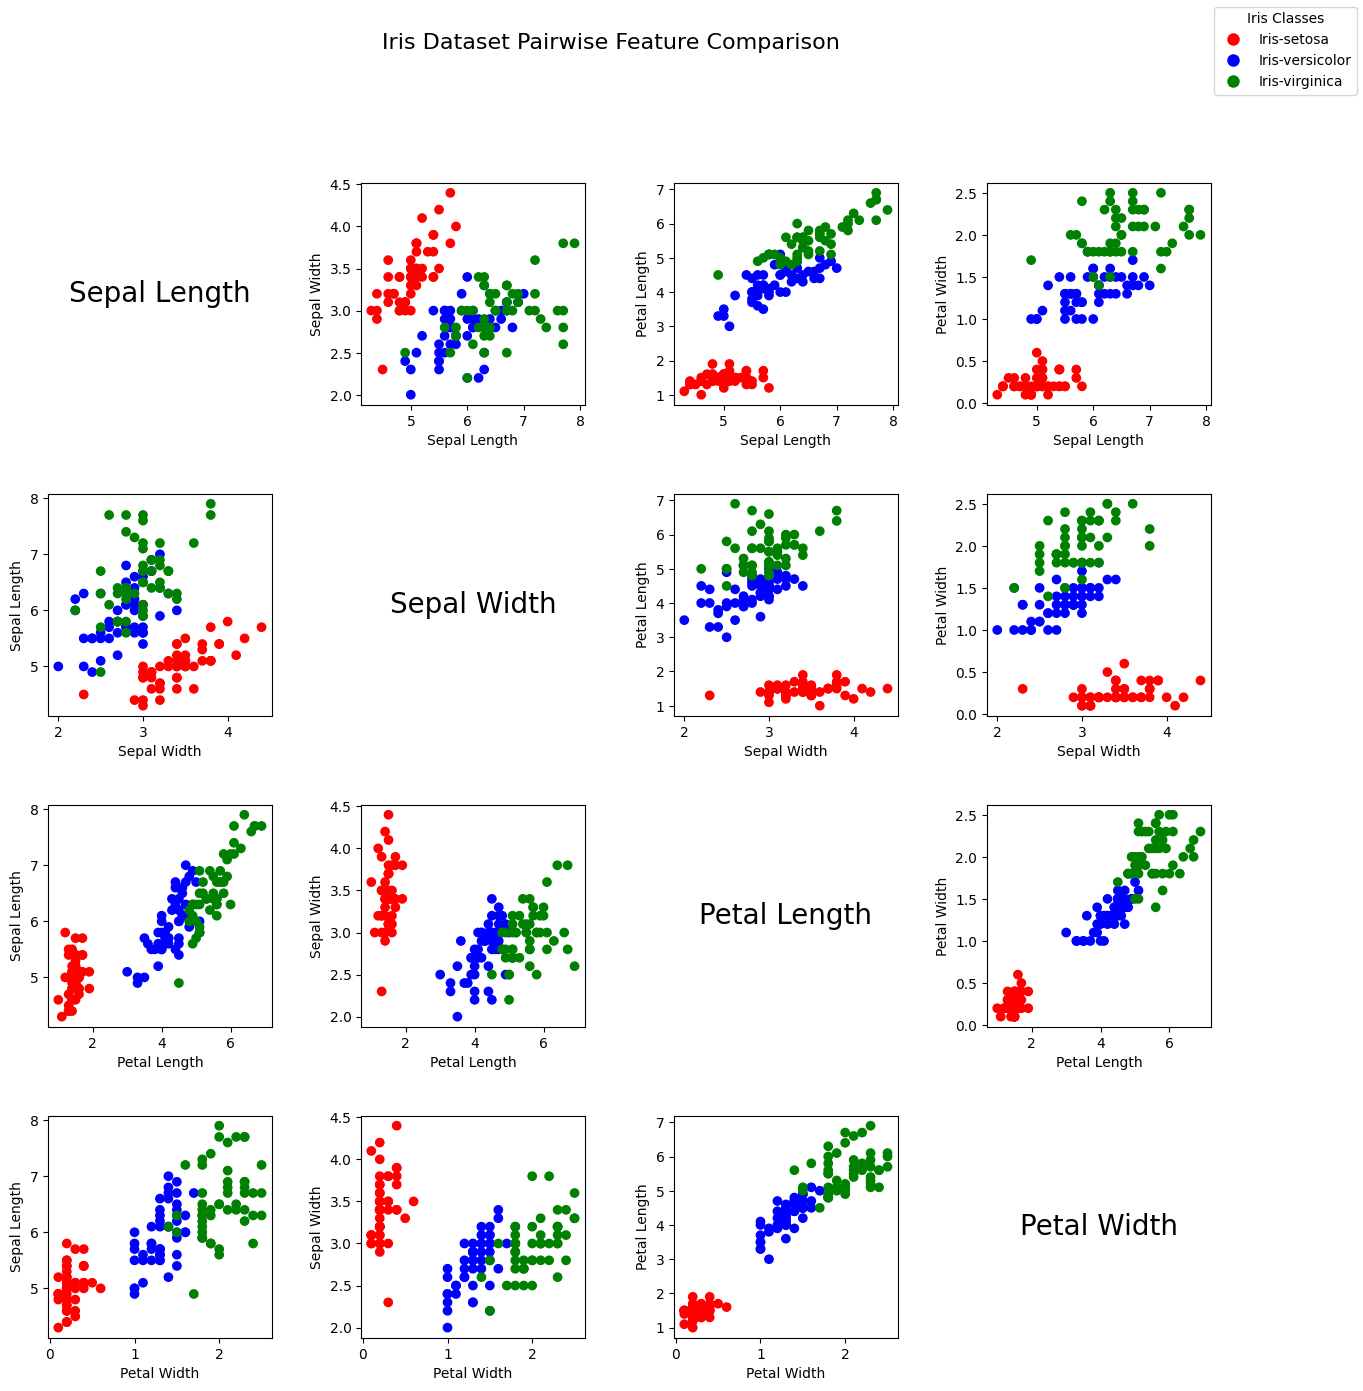 Iris Dataset Pairwise Feature Comparison
Iris Classes
Iris-setosa
Iris-versicolor
Iris-virginica
Sepal Length
4.5
4.0
3.5
3.0
2.5
2.0
Sepal Width
5 6 7 8
Sepal Length
7
6
5
4
3
2
1
Petal Length
5 6 7 8
Sepal Length
2.5
2.0
1.5
1.0
0.5
0.0
Petal Width
5 6 7 8
Sepal Length
8
7
6
5
Sepal Length
2 3 4
Sepal Width
Sepal Width
7
6
5
4
3
2
1
Petal Length
2 3 4
Sepal Width
2.5
2.0
1.5
1.0
0.5
0.0
Petal Width
2 3 4
Sepal Width
8
7
6
5
Sepal Length
2 4 6
Petal Length
4.5
4.0
3.5
3.0
2.5
2.0
Sepal Width
2 4 6
Petal Length
Petal Length
2.5
2.0
1.5
1.0
0.5
0.0
Petal Width
2 4 6
Petal Length
8
7
6
5
Sepal Length
0 1 2
Petal Width
4.5
4.0
3.5
3.0
2.5
2.0
Sepal Width
0 1 2
Petal Width
7
6
5
4
3
2
1
Petal Length
0 1 2
Petal Width
Petal Width